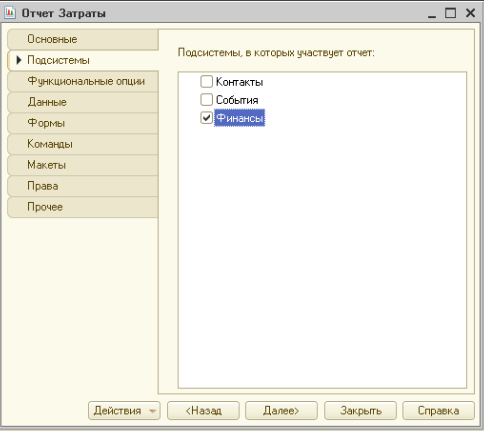 Отчет Затраты
Основные
Подсистемы
Функциональные опции
Данные
Формы
Команды
Макеты
Права
Прочее
Подсистемы, в которых участвует отчет:
Контакты
События
Финансы
Действия
<Назад
Далее>
Закрыть
Справка